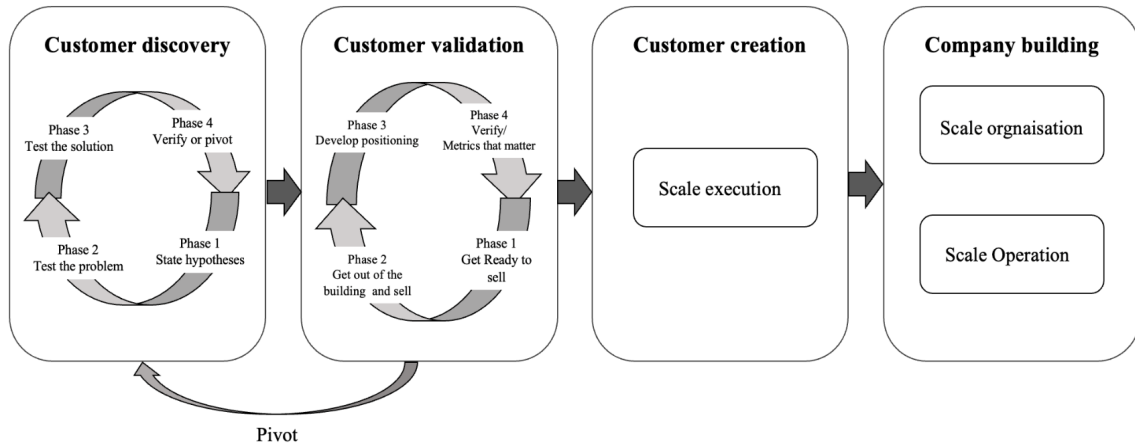 Customer discovery
Phase 3
Test the solution
Phase 4
Verify or pivot
Phase 2
Test the problem
Phase 1
State hypotheses
Customer validation
Phase 3
Develop positioning
Phase 4
Verify/
Metrics that matter
Phase 2
Get out of the
building and sell
Phase 1
Get Ready to
sell
Customer creation
Scale execution
Company building
Scale orgnaisation
Scale Operation
Pivot